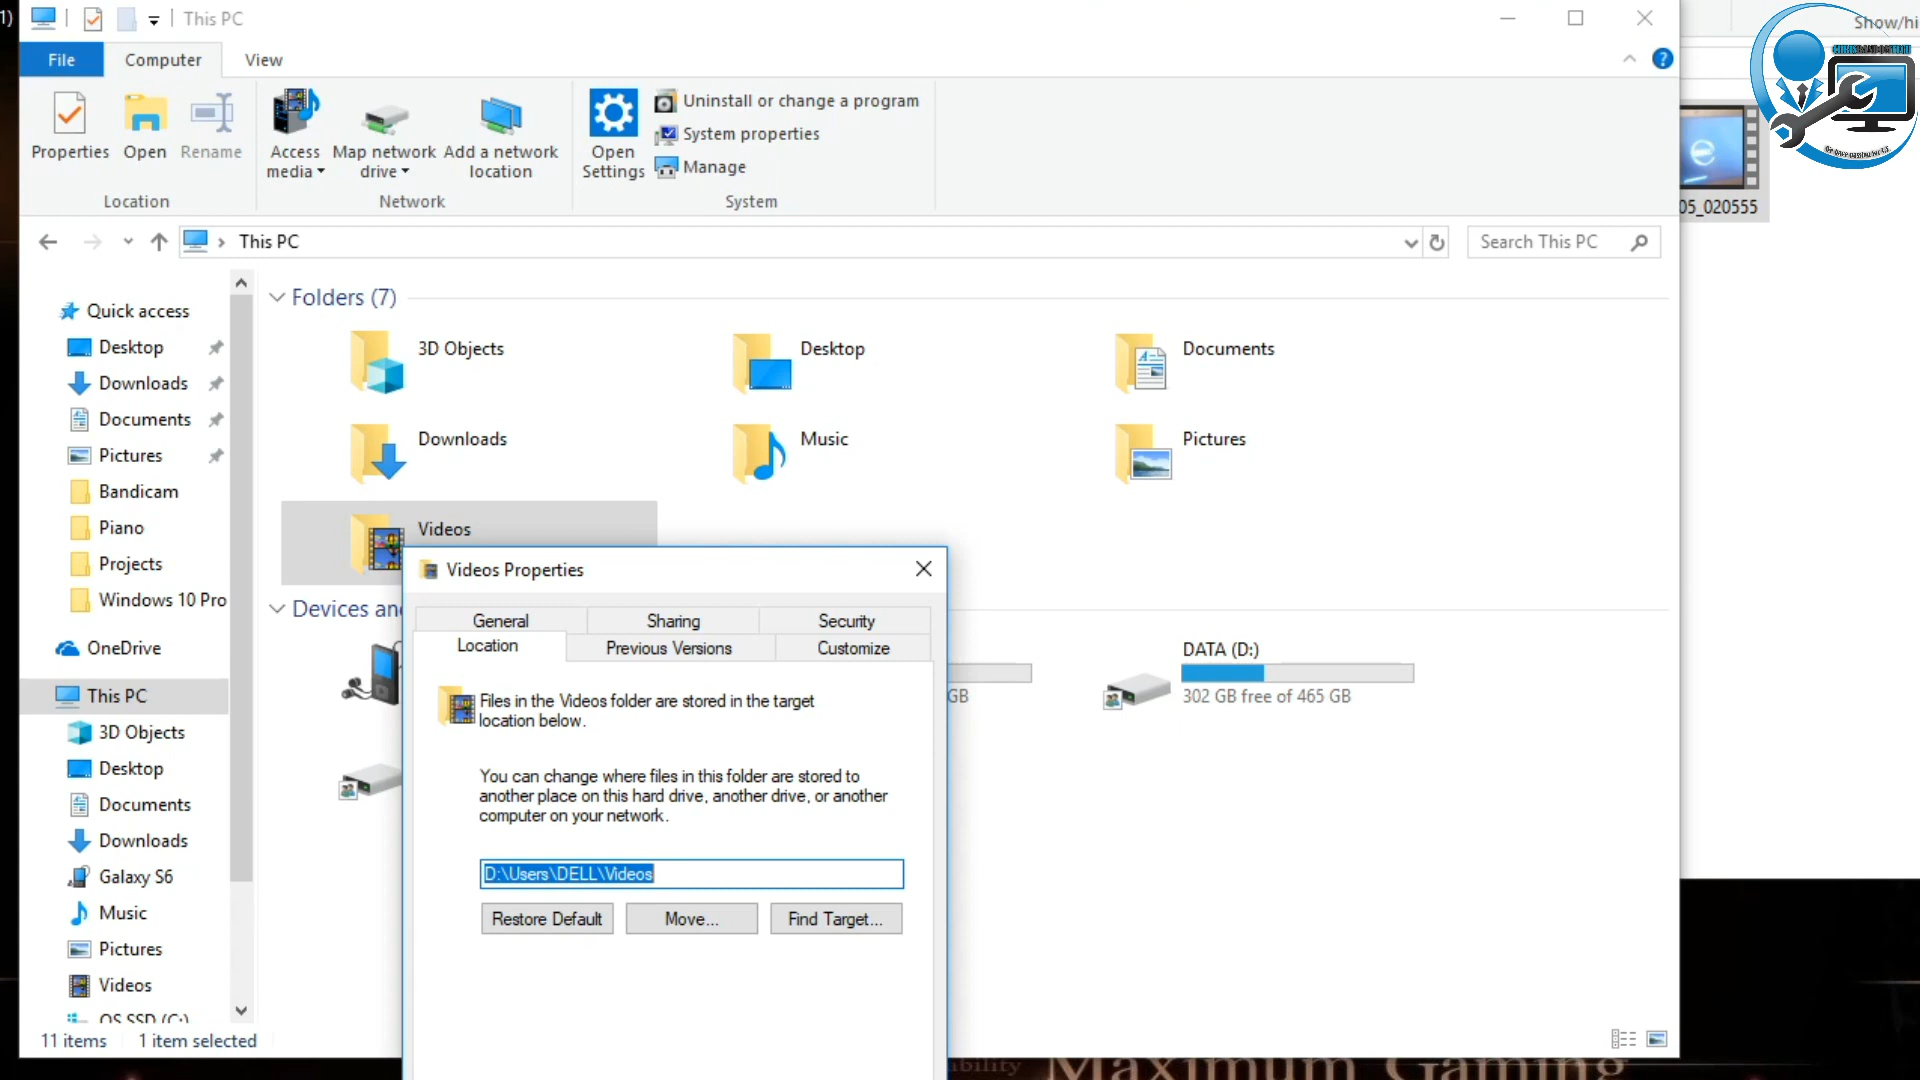 1)
This PC
Show/hi
File
Computer
View
Properties
Open
Rename
Access media
Map network drive
Add a network location
Open Settings
Uninstall or change a program
System properties
Manage
Location
Network
System
This PC
Search This PC
05_020555
Quick access
Desktop
Downloads
Documents
Pictures
Bandicam
Piano
Projects
Windows 10 Pro
OneDrive
This PC
3D Objects
Desktop
Documents
Downloads
Galaxy S6
Music
Pictures
Videos
OS SSD (C:)
Folders (7)
3D Objects
Desktop
Documents
Downloads
Music
Pictures
Videos
Devices an
GB
DATA (D:)
302 GB free of 465 GB
Videos Properties
General
Sharing
Security
Location
Previous Versions
Customize
Files in the Videos folder are stored in the target
location below.
You can change where files in this folder are stored to
another place on this hard drive, another drive, or another
computer on your network.
D:\Users\DELL\Videos
Restore Default
Move...
Find Target...
11 items
1 item selected
ibility
Maximum Gaming